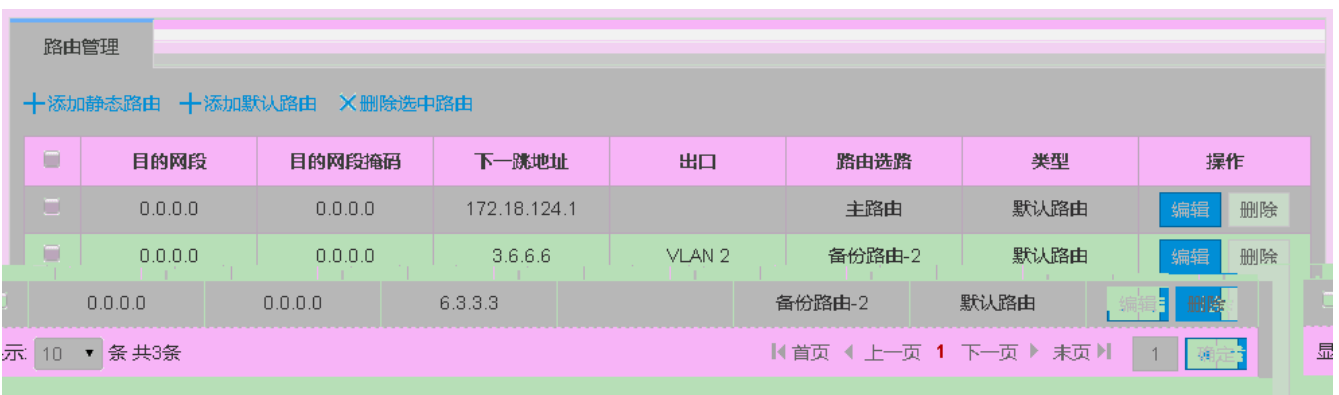 路由管理
添加静态路由 添加默认路由 删除选中路由
目的网段 目的网段掩码 下一跳地址 出口 路由选路 类型 操作
0.0.0.0 0.0.0.0 172.18.124.1 主路由 默认路由 编辑 删除
0.0.0.0 0.0.0.0 3.6.6.6 VLAN 2 备份路由-2 默认路由 编辑 删除
0.0.0.0 0.0.0.0 6.3.3.3 备份路由-2 默认路由 编辑 删除
示: 10 条 共3条 首页 上一页 1 下一页 末页 1 确定 显